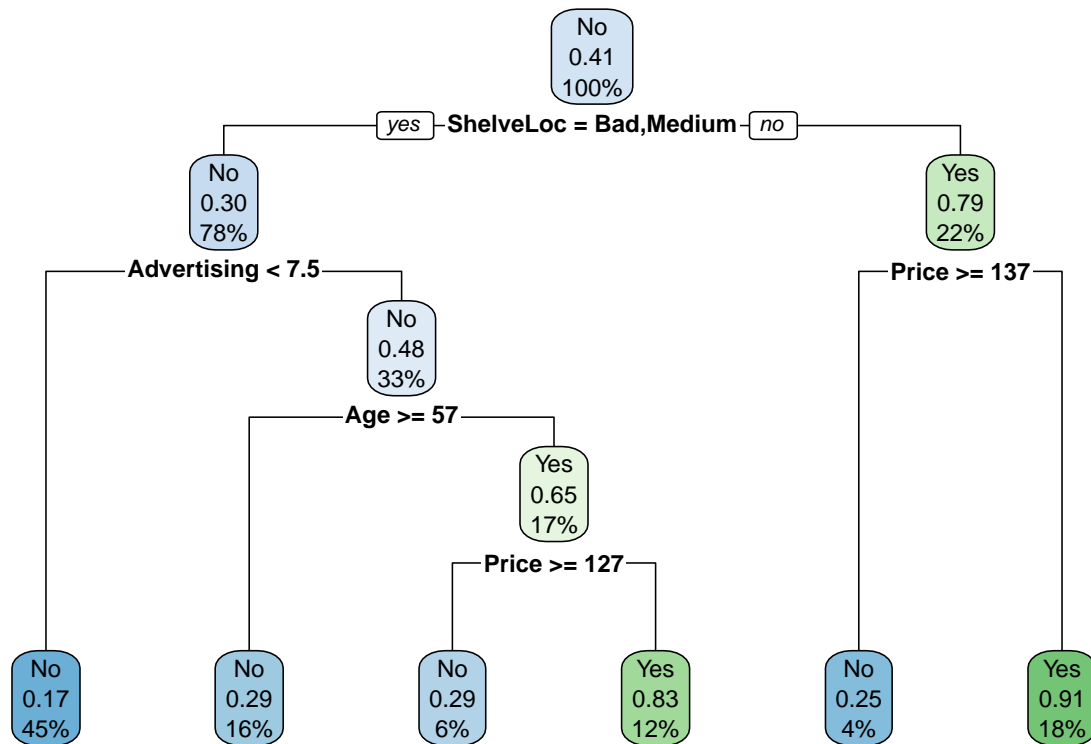 No
0.41
100%
yes ShelveLoc = Bad,Medium no
No
0.30
78%
Yes
0.79
22%
Advertising < 7.5
Price >= 137
No
0.48
33%
Age >= 57
Yes
0.65
17%
Price >= 127
No
0.17
45%
No
0.29
16%
No
0.29
6%
Yes
0.83
12%
No
0.25
4%
Yes
0.91
18%